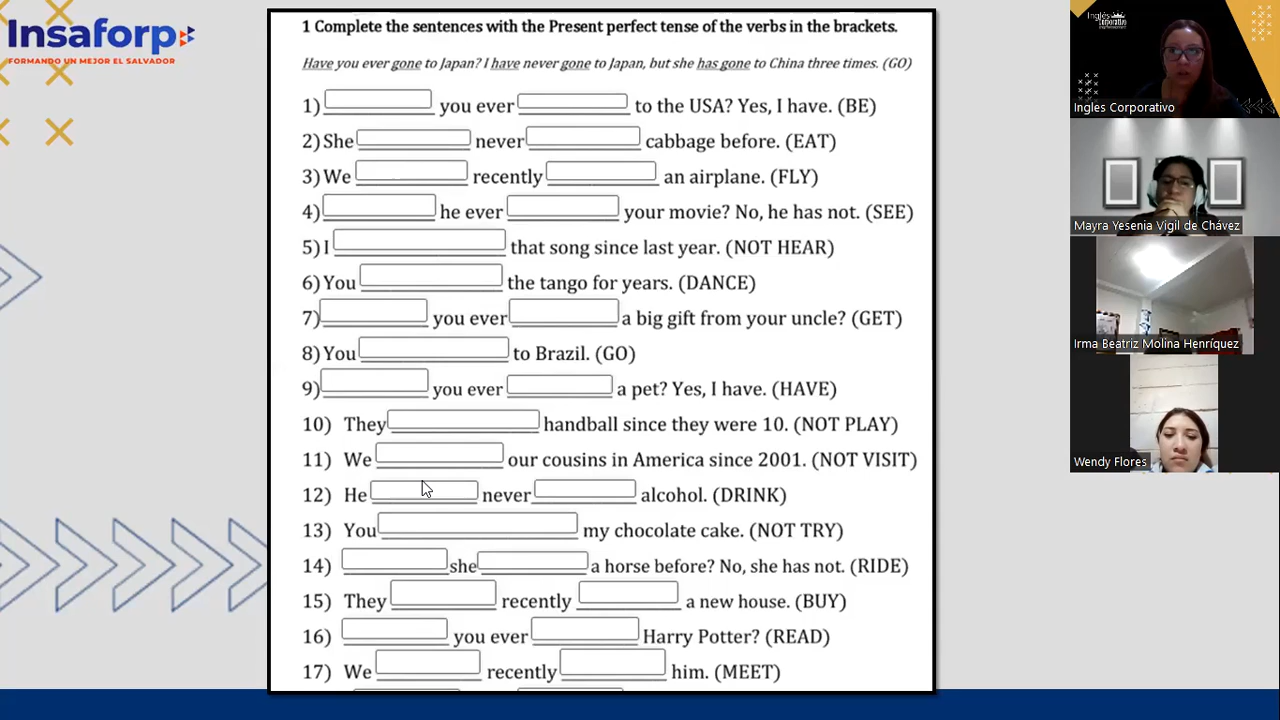 Insaforp
FORMANDO UN MEJOR EL SALVADOR
1 Complete the sentences with the Present perfect tense of the verbs in the brackets.
Have you ever gone to Japan? I have never gone to Japan, but she has gone to China three times. (GO)
1) you ever to the USA? Yes, I have. (BE)
2) She never cabbage before. (EAT)
3) We recently an airplane. (FLY)
4) he ever your movie? No, he has not. (SEE)
5) I that song since last year. (NOT HEAR)
6) You the tango for years. (DANCE)
7) you ever a big gift from your uncle? (GET)
8) You to Brazil. (GO)
9) you ever a pet? Yes, I have. (HAVE)
10) They handball since they were 10. (NOT PLAY)
11) We our cousins in America since 2001. (NOT VISIT)
12) He never alcohol. (DRINK)
13) You my chocolate cake. (NOT TRY)
14) she a horse before? No, she has not. (RIDE)
15) They recently a new house. (BUY)
16) you ever Harry Potter? (READ)
17) We recently him. (MEET)
Inglés
Corporativo
Ingles Corporativo
Mayra Yesenia Vigil de Chávez
Irma Beatriz Molina Henríquez
Wendy Flores